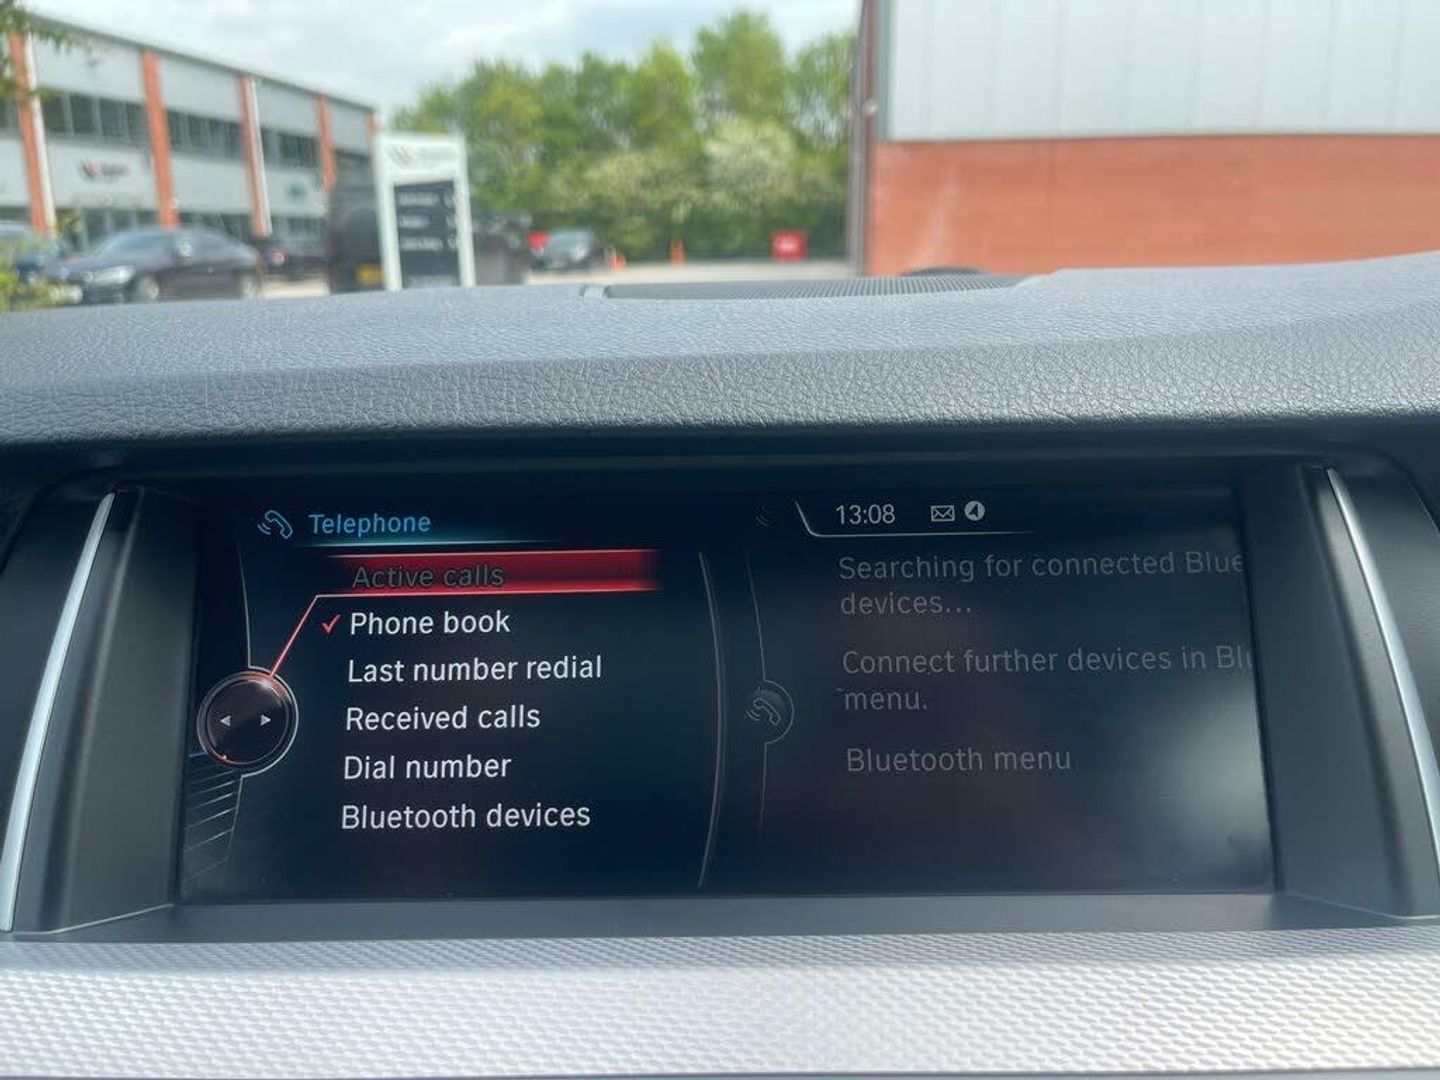 Telephone
Active calls
Phone book
Last number redial
Received calls
Dial number
Bluetooth devices
13:08
Searching for connected Blue
devices...
Connect further devices in Bl
menu.
Bluetooth menu